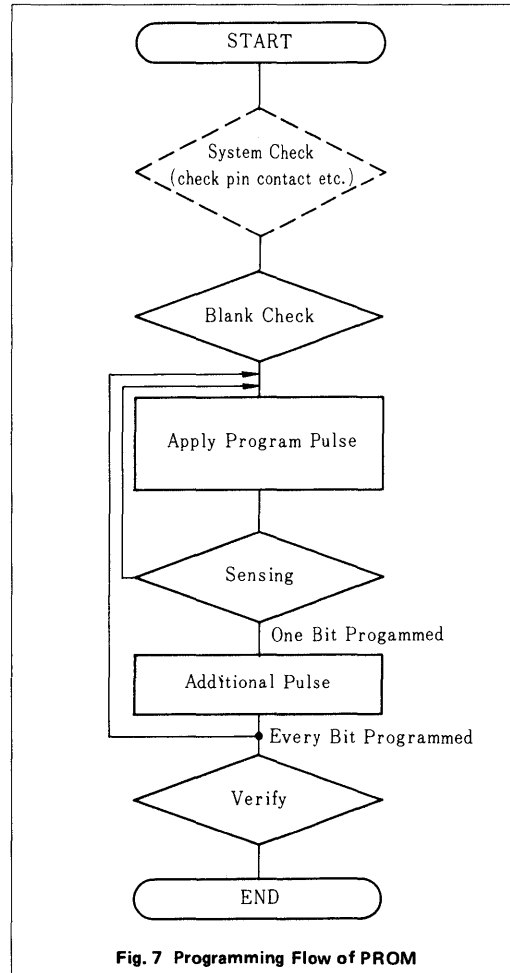 START
System Check
(check pin contact etc.)
Blank Check
Apply Program Pulse
Sensing
One Bit Progammed
Additional Pulse
Every Bit Programmed
Verify
END
Fig. 7 Programming Flow of PROM